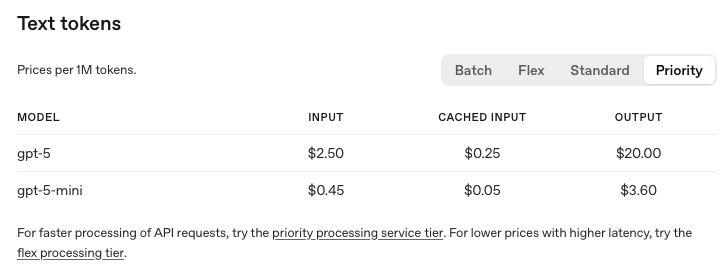 Text tokens
Prices per 1M tokens.
Batch Flex Standard Priority
MODEL INPUT CACHED INPUT OUTPUT
gpt-5 $2.50 $0.25 $20.00
gpt-5-mini $0.45 $0.05 $3.60
For faster processing of API requests, try the priority processing service tier. For lower prices with higher latency, try the
flex processing tier.